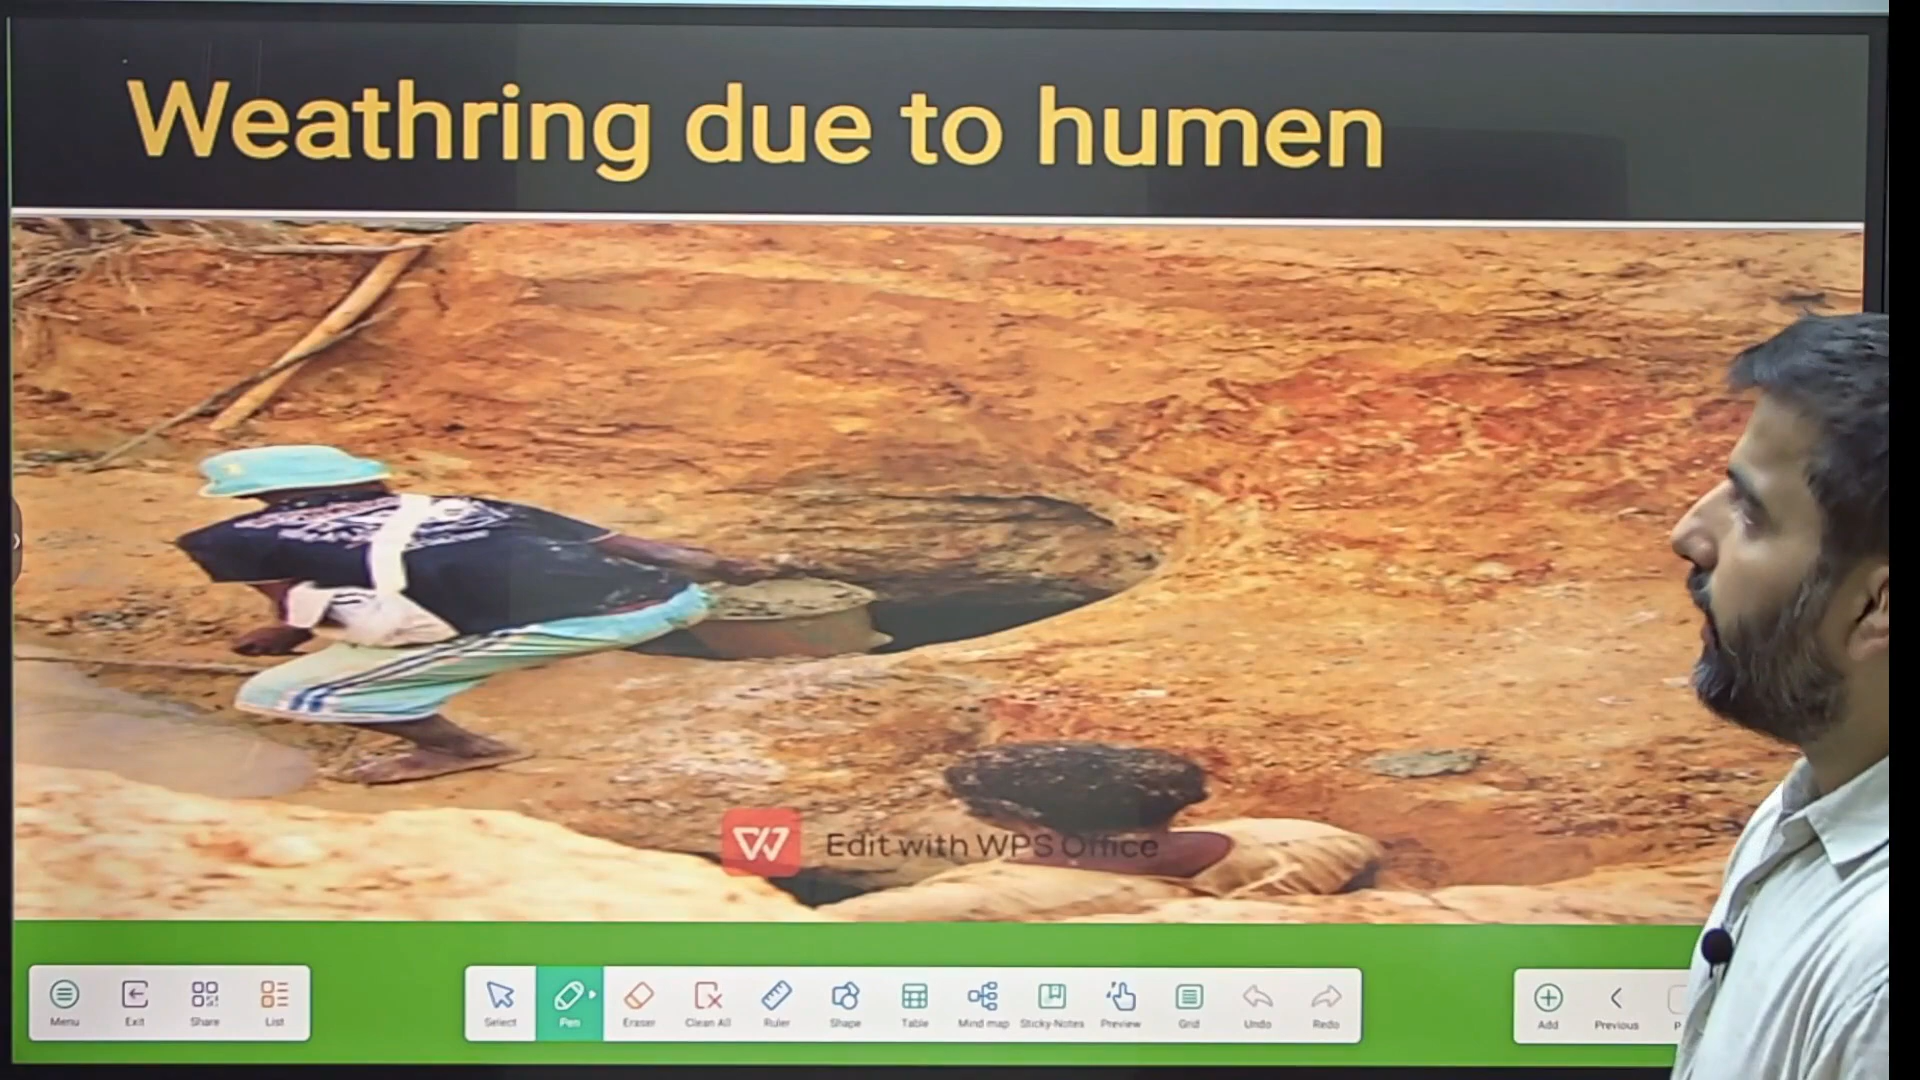 Weathring due to humen
Edit with WPS Office
Menu
Exit
Share
List
Select
Pen
Eraser
Clean All
Ruler
Shape
Table
Mind map
Sticky-Notes
Preview
Grid
Undo
Redo
Add
Previous